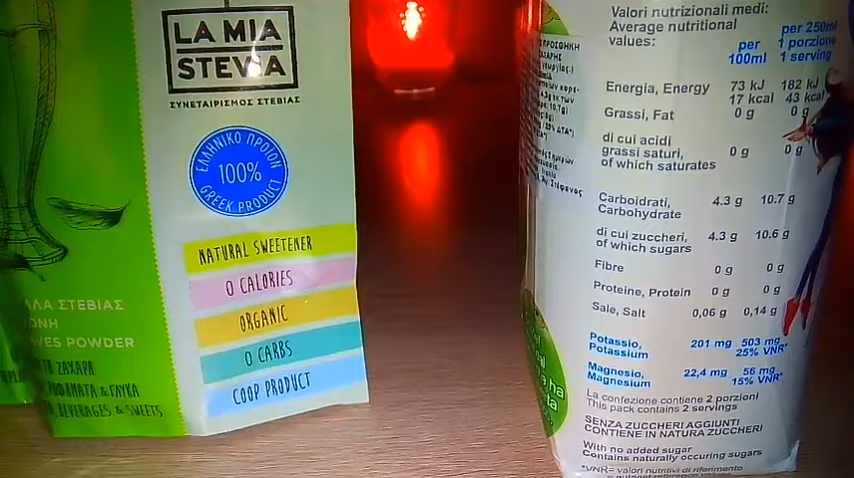 LA MIA
STEVIA
ΣΥΝΕΤΑΙΡΙΣΜΟΣ ΣΤΕΒΙΑΣ
ΕΛΛΗΝΙΚΟ ΠΡΟΪΟΝ
100%
GREEK PRODUCT
NATURAL SWEETENER
0 CALORIES
ORGANIC
0 CARBS
COOP PRODUCT
ΣΤΕΒΙΑΣ
POWDER
ΖΑΧΑΡΗ
ΡΟΦΗΜΑΤΑ & ΓΛΥΚΑ
BEVERAGES & SWEETS
ΠΡΟΣΘΗΚΗ
Valori nutrizionali medi:
Average nutritional
values:
per
100ml
per 250ml
1 porzione
1 serving
Energia, Energy 73 kJ 182 kJ
17 kcal 43 kcal
Grassi, Fat 0 g 0 g
di cui acidi
grassi saturi, 0 g 0 g
of which saturates
Carboidrati, 4.3 g 10.7 g
Carbohydrate
di cui zuccheri, 4.3 g 10.6 g
of which sugars
Fibre 0 g 0 g
Proteine, Protein 0 g 0 g
Sale, Salt 0,06 g 0,14 g
Potassio, 201 mg 503 mg
Potassium 25% VNR*
Magnesio, 22,4 mg 56 mg
Magnesium 15% VNR*
La confezione contiene 2 porzioni
This pack contains 2 servings
SENZA ZUCCHERI AGGIUNTI
CONTIENE IN NATURA ZUCCHERI
With no added sugar
Contains naturally occuring sugars
*VNR= valori nutritivi di riferimento